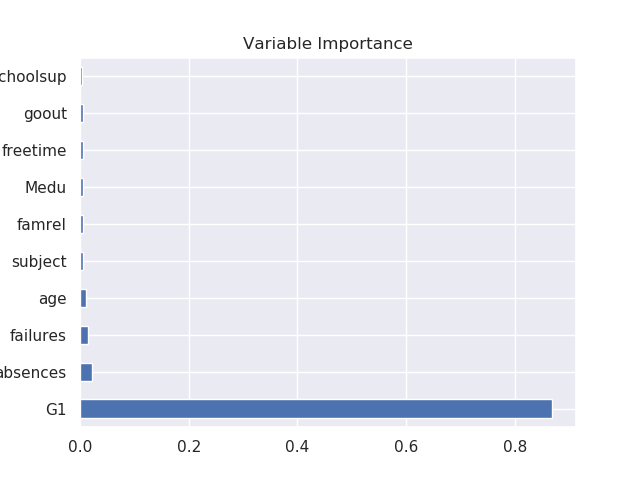 Variable Importance
choolsup
goout
freetime
Medu
famrel
subject
age
failures
absences
G1
0.0 0.2 0.4 0.6 0.8